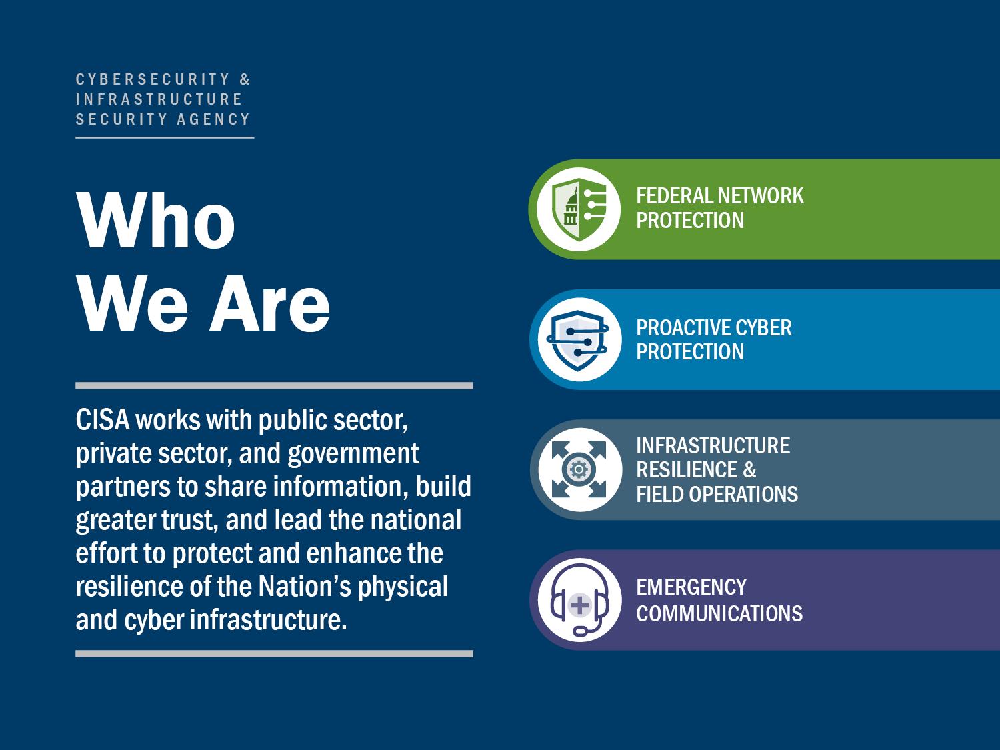 CYBERSECURITY &
INFRASTRUCTURE
SECURITY AGENCY
Who
We Are
CISA works with public sector,
private sector, and government
partners to share information, build
greater trust, and lead the national
effort to protect and enhance the
resilience of the Nation’s physical
and cyber infrastructure.
FEDERAL NETWORK
PROTECTION
PROACTIVE CYBER
PROTECTION
INFRASTRUCTURE
RESILIENCE &
FIELD OPERATIONS
EMERGENCY
COMMUNICATIONS